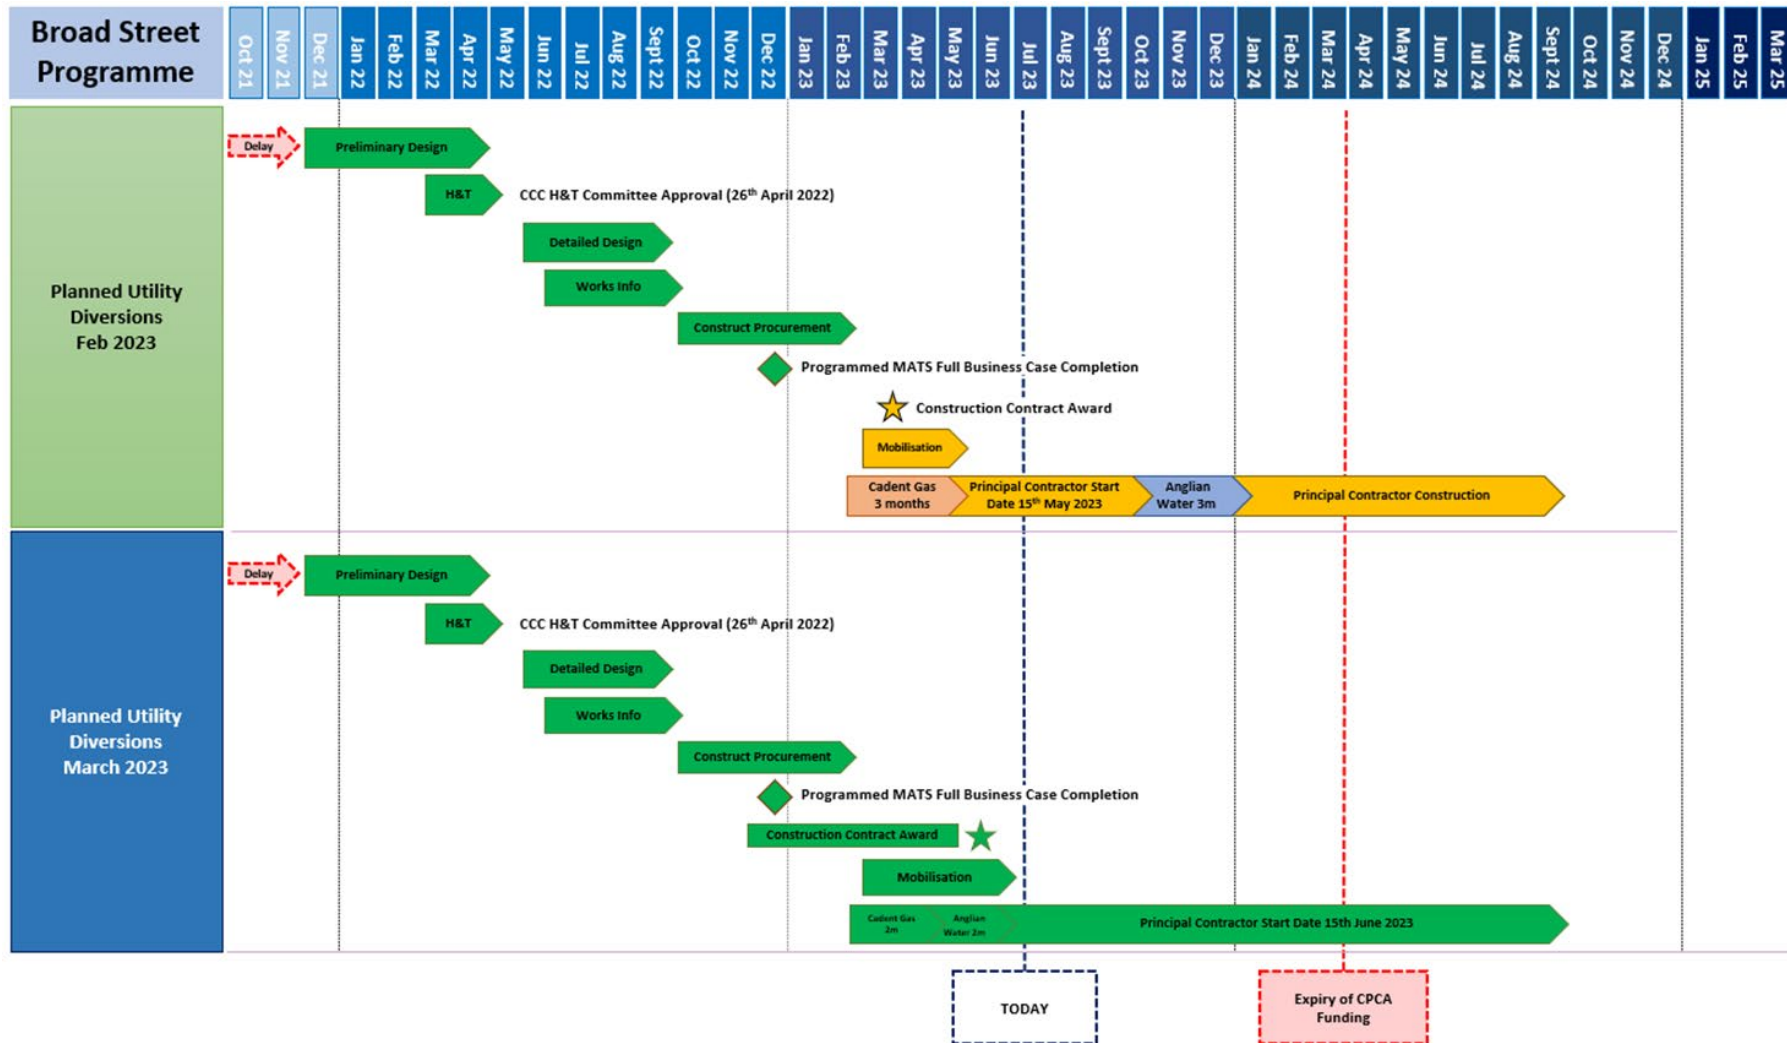 Broad Street
Programme
Oct 21
Nov 21
Dec 21
Jan 22
Feb 22
Mar 22
Apr 22
May 22
Jun 22
Jul 22
Aug 22
Sept 22
Oct 22
Nov 22
Dec 22
Jan 23
Feb 23
Mar 23
Apr 23
May 23
Jun 23
Jul 23
Aug 23
Sept 23
Oct 23
Nov 23
Dec 23
Jan 24
Feb 24
Mar 24
Apr 24
May 24
Jun 24
Jul 24
Aug 24
Sept 24
Oct 24
Nov 24
Dec 24
Jan 25
Feb 25
Mar 25
Planned Utility
Diversions
Feb 2023
Delay
Preliminary Design
H&T
CCC H&T Committee Approval (26th April 2022)
Detailed Design
Works Info
Construct Procurement
Programmed MATS Full Business Case Completion
Construction Contract Award
Mobilisation
Cadent Gas
3 months
Principal Contractor Start
Date 15th May 2023
Anglian
Water 3m
Principal Contractor Construction
Planned Utility
Diversions
March 2023
Delay
Preliminary Design
H&T
CCC H&T Committee Approval (26th April 2022)
Detailed Design
Works Info
Construct Procurement
Programmed MATS Full Business Case Completion
Construction Contract Award
Mobilisation
Cadent Gas
2m
Anglian
Water 2m
Principal Contractor Start Date 15th June 2023
TODAY
Expiry of CPCA
Funding